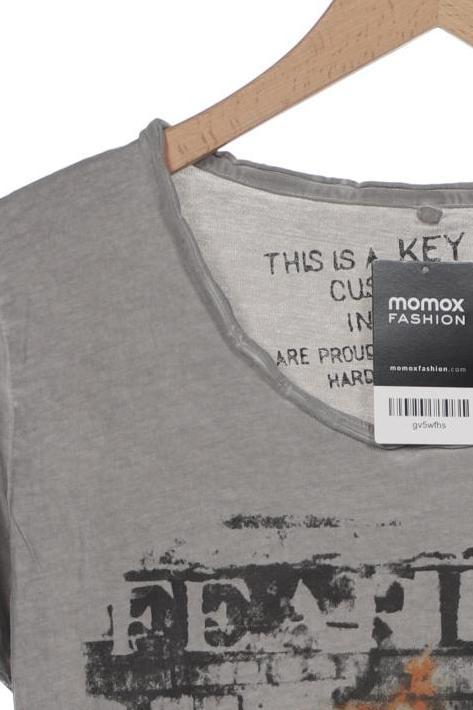 THIS IS A KEY
CUS
IN
ARE PROUD
HARD
momox
FASHION
momoxfashion.com
gv5wfhs